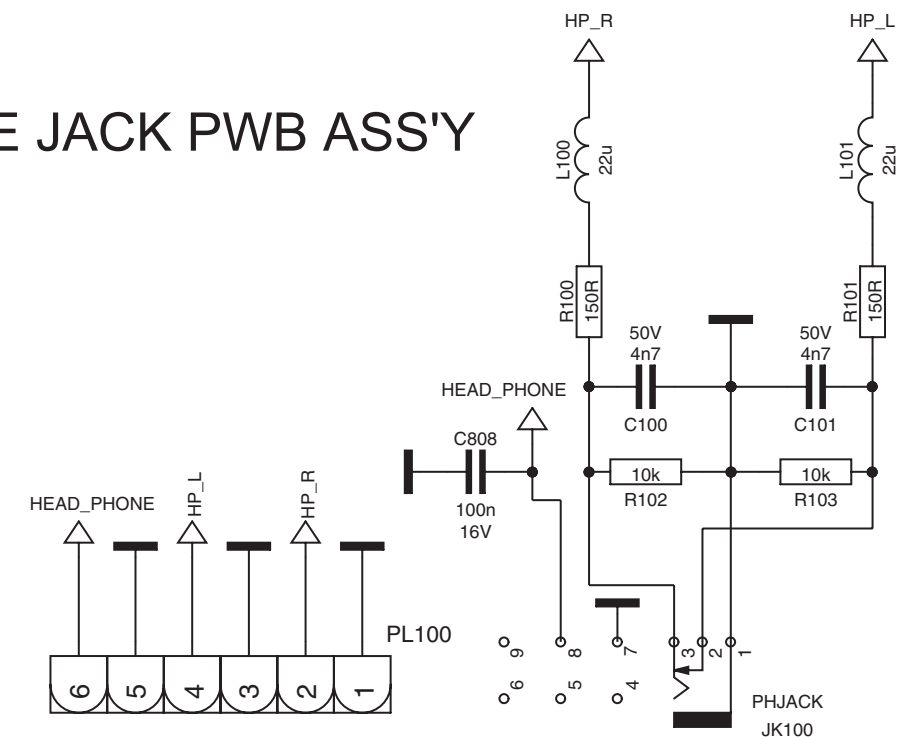 HP_R
HP_L
E JACK PWB ASS'Y
L100
22u
L101
22u
R100
150R
R101
150R
50V
4n7
C100
50V
4n7
C101
HEAD_PHONE
C808
100n
16V
10k
R102
10k
R103
HEAD_PHONE
HP_L
HP_R
PL100
6
5
4
3
2
1
9
8
7
3
2
1
6
5
4
PHJACK
JK100